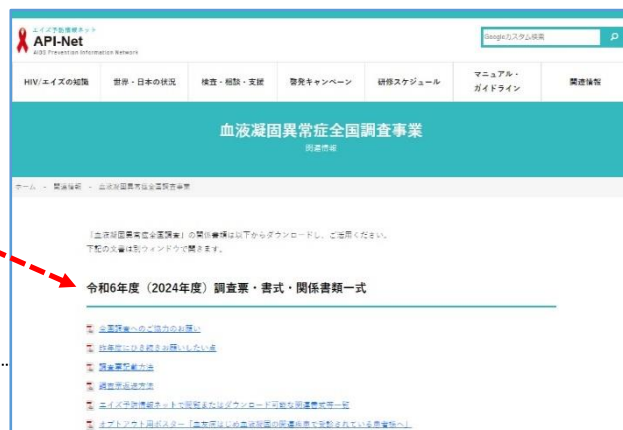 エイズ予防情報ネット
API-Net
AIDS Prevention Information Network
Googleカスタム検索
HIV/エイズの知識
世界・日本の状況
検査・相談・支援
啓発キャンペーン
研修スケジュール
マニュアル・
ガイドライン
関連情報
血液凝固異常症全国調査事業
関連情報
ホーム - 関連情報 - 血液凝固異常症全国調査事業
「血液凝固異常症全国調査」の関係書類は以下からダウンロードし、ご活用ください。
下記の文書は別ウィンドウで開きます。
令和6年度（2024年度）調査票・書式・関係書類一式
全国調査へのご協力のお願い
昨年度にひき続きお願いしたい点
調査票記載方法
調査票返送方法
エイズ予防情報ネットで閲覧またはダウンロード可能な関連書式等一覧
オプトアウト用ポスター「血友病はじめ血液凝固の関連疾患で受診されている患者様へ」
…